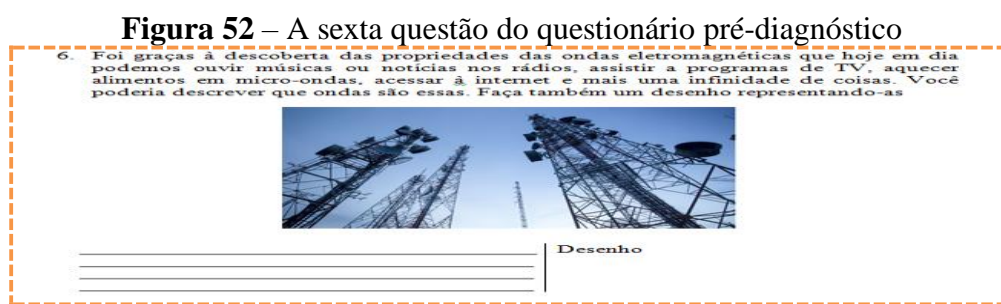 Figura 52 – A sexta questão do questionário pré-diagnóstico
6. Foi graças à descoberta das propriedades das ondas eletromagnéticas que hoje em dia
podemos ouvir músicas ou notícias nos rádios, assistir a programas de TV, aquecer
alimentos em micro-ondas, acessar à internet e mais uma infinidade de coisas. Você
poderia descrever que ondas são essas. Faça também um desenho representando-as
Desenho